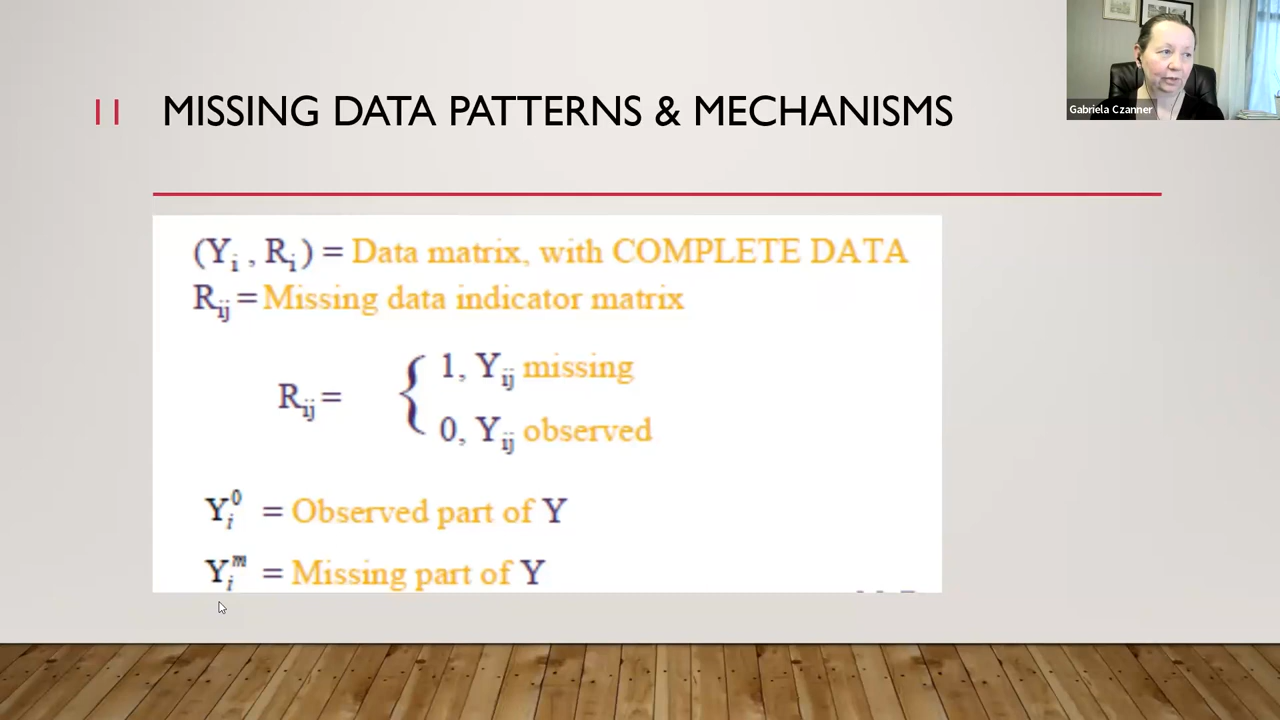 11 MISSING DATA PATTERNS & MECHANISMS
Gabriela Czanner
(Yi , Ri ) = Data matrix, with COMPLETE DATA
Rij = Missing data indicator matrix
1, Yij missing
Rij = {
0, Yij observed
Yi0 = Observed part of Y
Yim = Missing part of Y